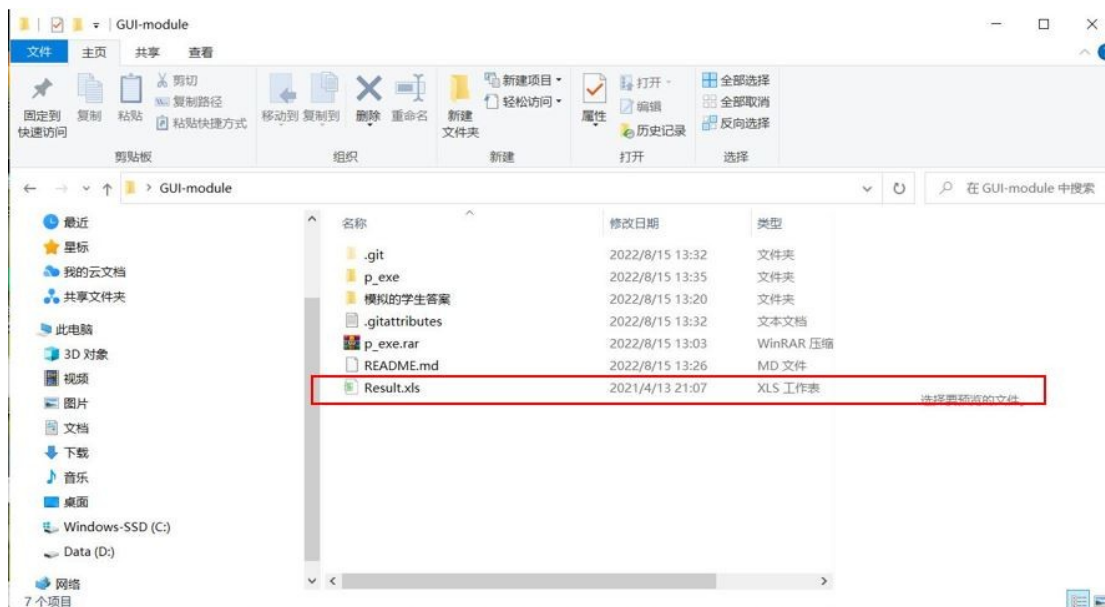 GUI-module
文件 主页 共享 查看
固定到快速访问
复制
粘贴
剪切
复制路径
粘贴快捷方式
剪贴板
移动到
复制到
删除
重命名
组织
新建文件夹
新建项目
轻松访问
新建
属性
打开
编辑
历史记录
打开
全部选择
全部取消
反向选择
选择
GUI-module
在 GUI-module 中搜索
最近
星标
我的云文档
共享文件夹
此电脑
3D 对象
视频
图片
文档
下载
音乐
桌面
Windows-SSD (C:)
Data (D:)
网络
名称 修改日期 类型
.git 2022/8/15 13:32 文件夹
p_exe 2022/8/15 13:35 文件夹
模拟的学生答案 2022/8/15 13:20 文件夹
.gitattributes 2022/8/15 13:32 文本文档
p_exe.rar 2022/8/15 13:03 WinRAR 压缩
README.md 2022/8/15 13:26 MD 文件
Result.xls 2021/4/13 21:07 XLS 工作表
选择要预览的文件。
7 个项目